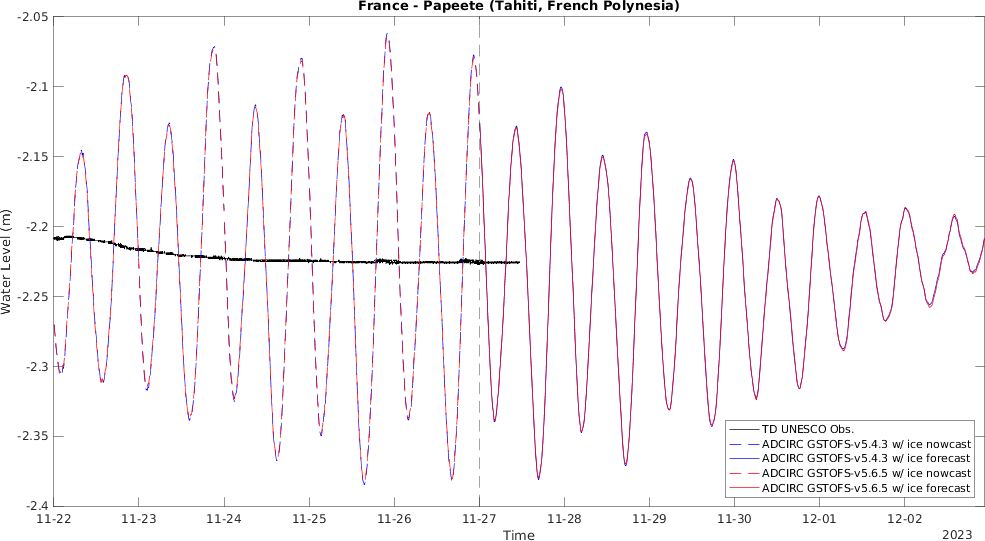 France - Papeete (Tahiti, French Polynesia)
-2.05
-2.1
-2.15
-2.2
-2.25
-2.3
-2.35
-2.4
Water Level (m)
TD UNESCO Obs.
ADCIRC GSTOFS-v5.4.3 w/ ice nowcast
ADCIRC GSTOFS-v5.4.3 w/ ice forecast
ADCIRC GSTOFS-v5.6.5 w/ ice nowcast
ADCIRC GSTOFS-v5.6.5 w/ ice forecast
11-22 11-23 11-24 11-25 11-26 11-27 11-28 11-29 11-30 12-01 12-02
Time
2023